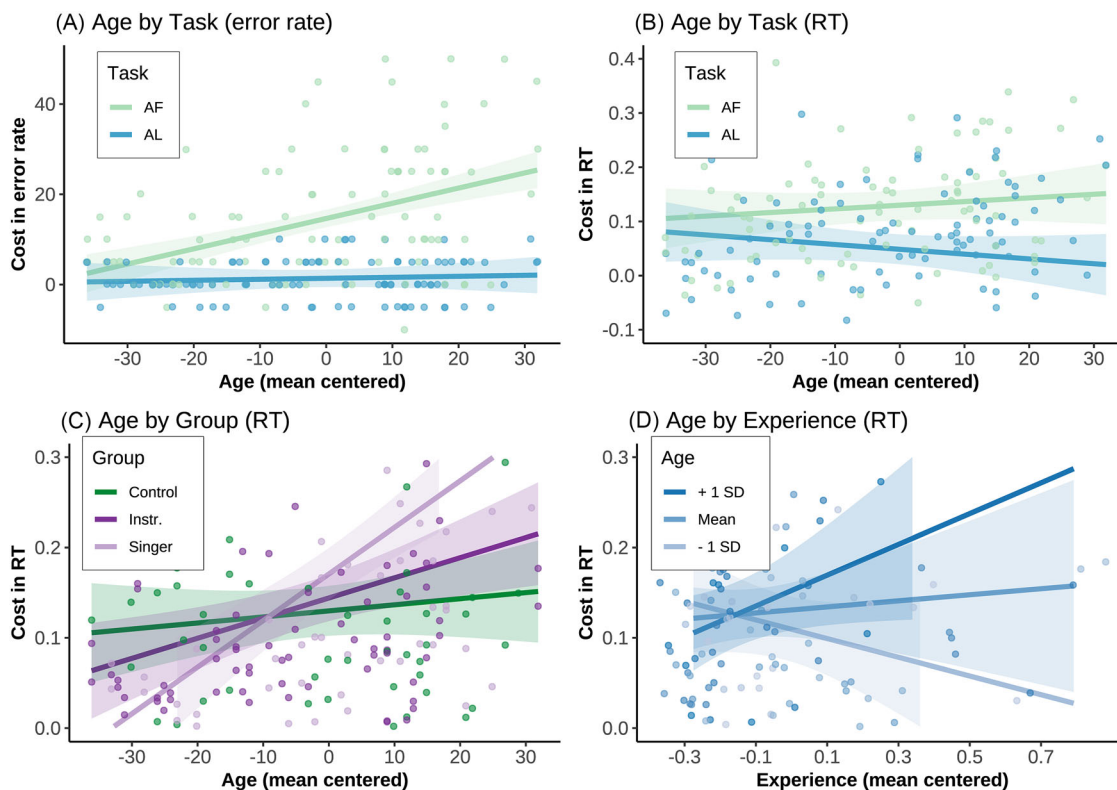 (A) Age by Task (error rate)
Task
AF
AL
Cost in error rate
40
20
0
-30
-20
-10
0
10
20
30
Age (mean centered)
(B) Age by Task (RT)
Task
AF
AL
Cost in RT
0.4
0.3
0.2
0.1
0.0
-0.1
-30
-20
-10
0
10
20
30
Age (mean centered)
(C) Age by Group (RT)
Group
Control
Instr.
Singer
Cost in RT
0.3
0.2
0.1
0.0
-30
-20
-10
0
10
20
30
Age (mean centered)
(D) Age by Experience (RT)
Age
+ 1 SD
Mean
- 1 SD
Cost in RT
0.3
0.2
0.1
0.0
-0.3
-0.1
0.1
0.3
0.5
0.7
Experience (mean centered)